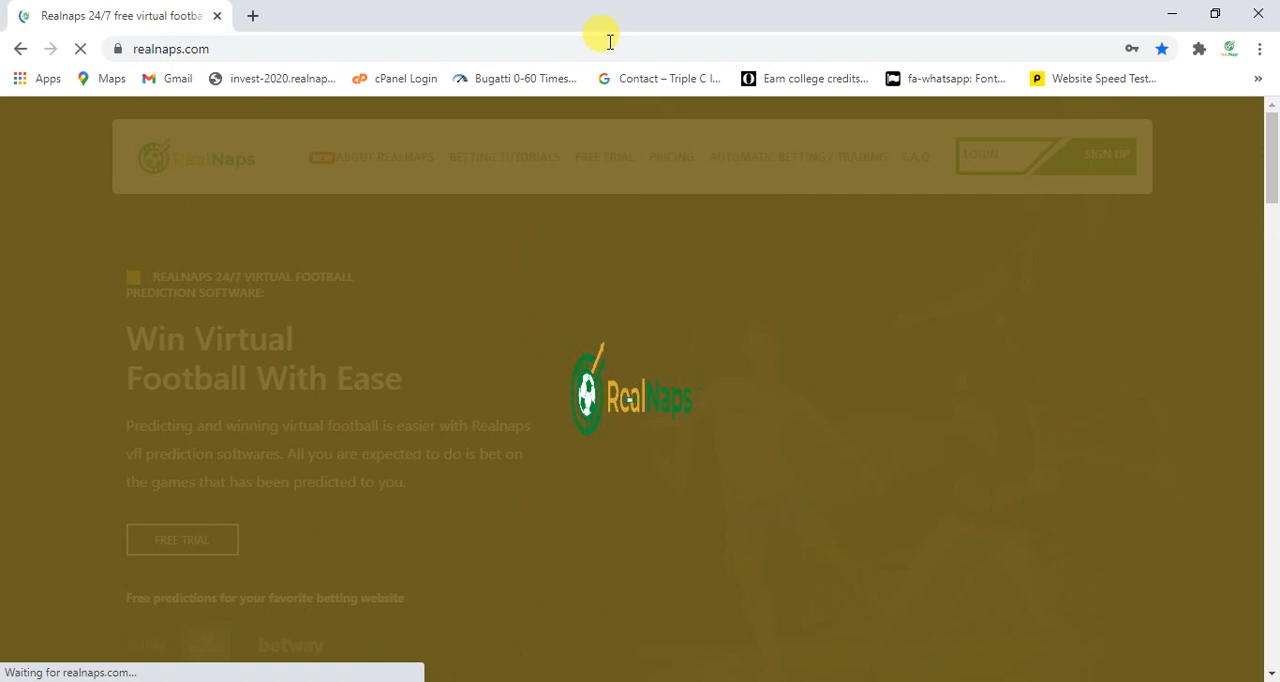 Realnaps 24/7 free virtual footba
realnaps.com
Apps
Maps
Gmail
invest-2020.realnap...
cPanel Login
Bugatti 0-60 Times...
Contact – Triple C I...
Earn college credits...
fa-whatsapp: Font...
Website Speed Test...
»
RealNaps
NEW ABOUT REALNAPS
BETTING TUTORIALS
FREE TRIAL
PRICING
AUTOMATIC BETTING / TRADING
F.A.Q
LOGIN
SIGN UP
REALNAPS 24/7 VIRTUAL FOOTBALL
PREDICTION SOFTWARE:
Win Virtual
Football With Ease
RealNaps
Predicting and winning virtual football is easier with Realnaps
vfl prediction softwares. All you are expected to do is bet on
the games that has been predicted to you.
FREE TRIAL
Free predictions for your favorite betting website
betway
Waiting for realnaps.com...